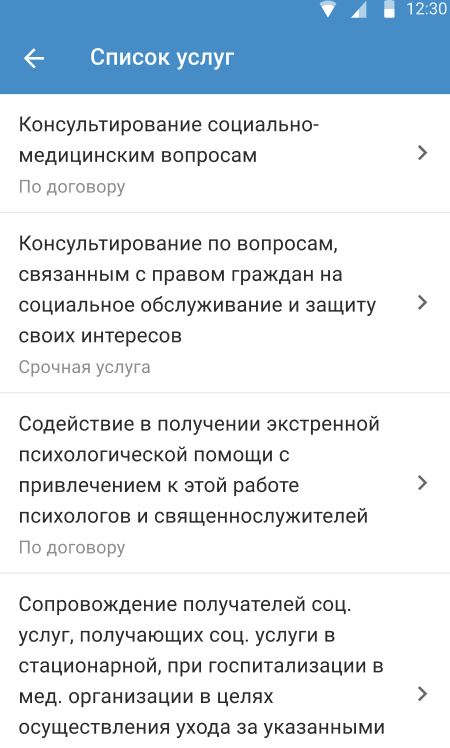 12:30
Список услуг
Консультирование социально-
медицинским вопросам
По договору
Консультирование по вопросам,
связанным с правом граждан на
социальное обслуживание и защиту
своих интересов
Срочная услуга
Содействие в получении экстренной
психологической помощи с
привлечением к этой работе
психологов и священнослужителей
По договору
Сопровождение получателей соц.
услуг, получающих соц. услуги в
стационарной, при госпитализации в
мед. организации в целях
осуществления ухода за указанными